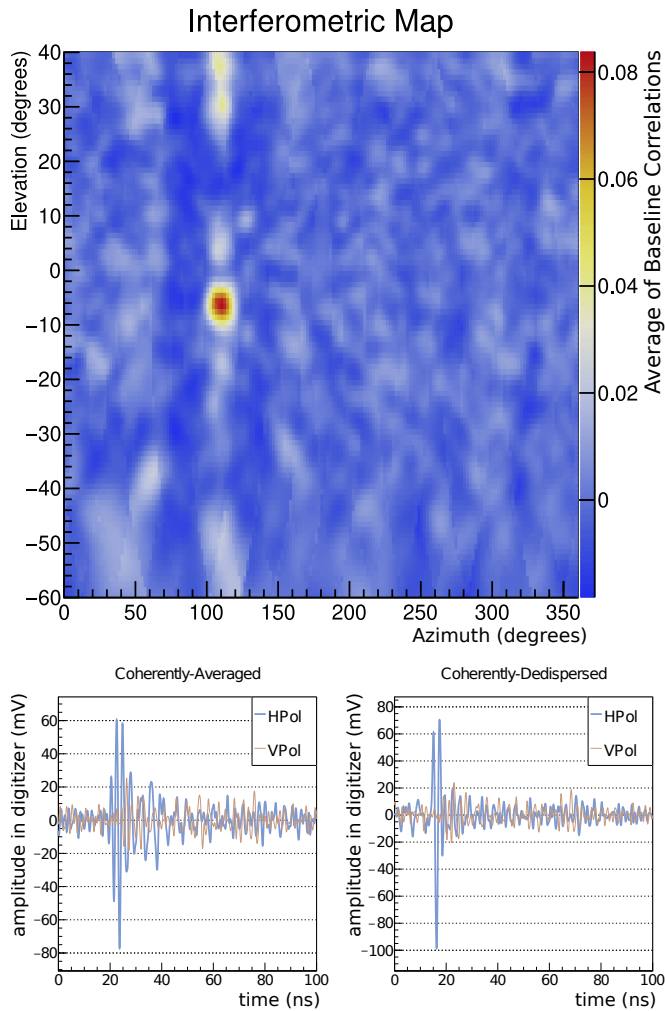 Interferometric Map
Elevation (degrees)
40
30
20
10
0
−10
−20
−30
−40
−50
−60
0 50 100 150 200 250 300 350
Azimuth (degrees)
0.08
0.06
0.04
0.02
0
Average of Baseline Correlations
Coherently-Averaged
amplitude in digitizer (mV)
60
40
20
0
−20
−40
−60
−80
0 20 40 60 80 100
time (ns)
HPol
VPol
Coherently-Dedispersed
amplitude in digitizer (mV)
80
60
40
20
0
−20
−40
−60
−80
−100
0 20 40 60 80 100
time (ns)
HPol
VPol